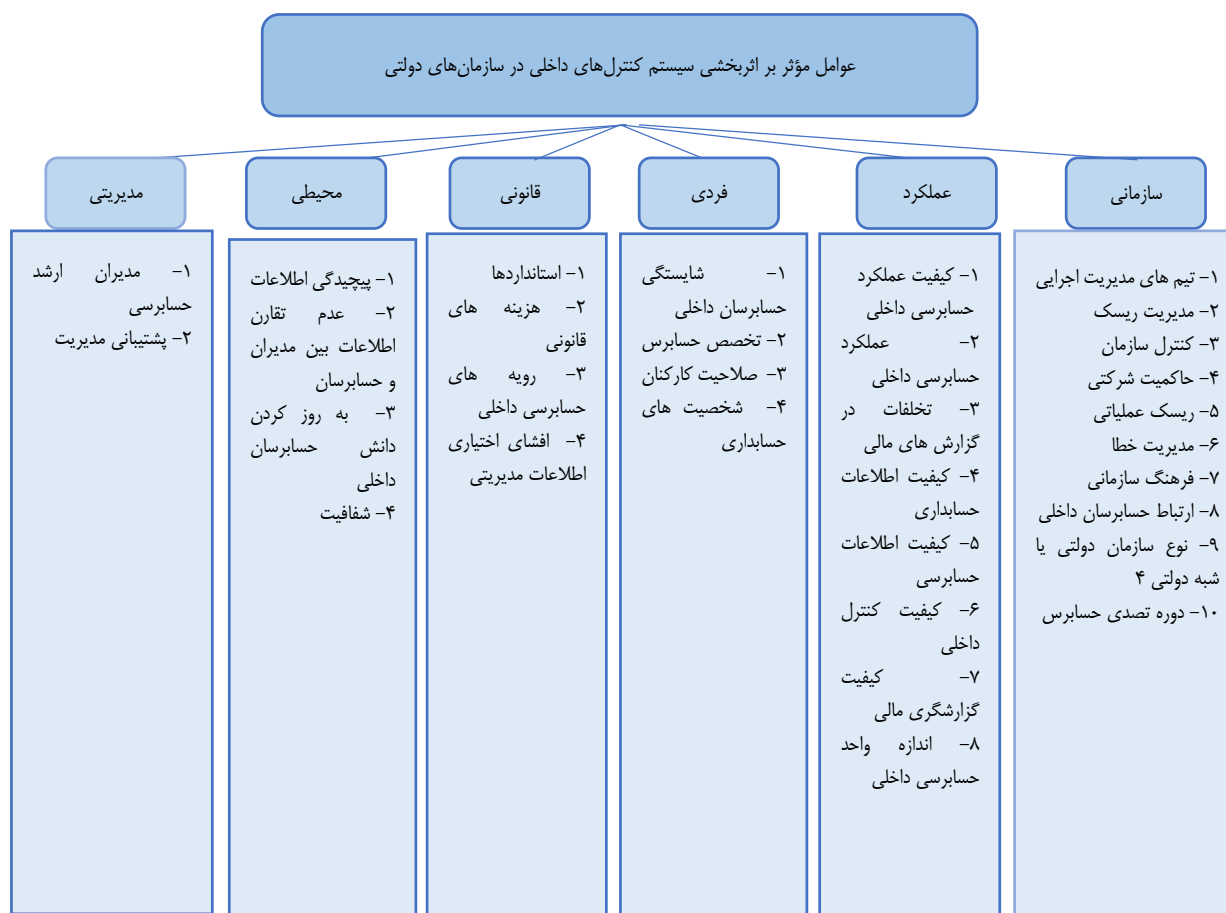 عوامل مؤثر بر اثربخشی سیستم کنترل‌های داخلی در سازمان‌های دولتی
سازمانی
۱- تیم های مدیریت اجرایی
۲- مدیریت ریسک
۳- کنترل سازمان
۴- حاکمیت شرکتی
۵- ریسک عملیاتی
۶- مدیریت خطا
۷- فرهنگ سازمانی
۸- ارتباط حسابرسان داخلی
۹- نوع سازمان دولتی یا
شبه دولتی ۴
۱۰- دوره تصدی حسابرس
عملکرد
۱- کیفیت عملکرد
حسابرسی داخلی
۲- عملکرد
حسابرسی داخلی
۳- تخلفات در
گزارش های مالی
۴- کیفیت اطلاعات
حسابداری
۵- کیفیت اطلاعات
حسابرسی
۶- کیفیت کنترل
داخلی
۷- کیفیت
گزارشگری مالی
۸- اندازه واحد
حسابرسی داخلی
فردی
۱- شایستگی
حسابرسان داخلی
۲- تخصص حسابرس
۳- صلاحیت کارکنان
۴- شخصیت های
حسابداری
قانونی
۱- استانداردها
۲- هزینه های
قانونی
۳- رویه های
حسابرسی داخلی
۴- افشای اختیاری
اطلاعات مدیریتی
محیطی
۱- پیچیدگی اطلاعات
۲- عدم تقارن
اطلاعات بین مدیران
و حسابرسان
۳- به روز کردن
دانش حسابرسان
داخلی
۴- شفافیت
مدیریتی
۱- مدیران ارشد
حسابرسی
۲- پشتیبانی مدیریت